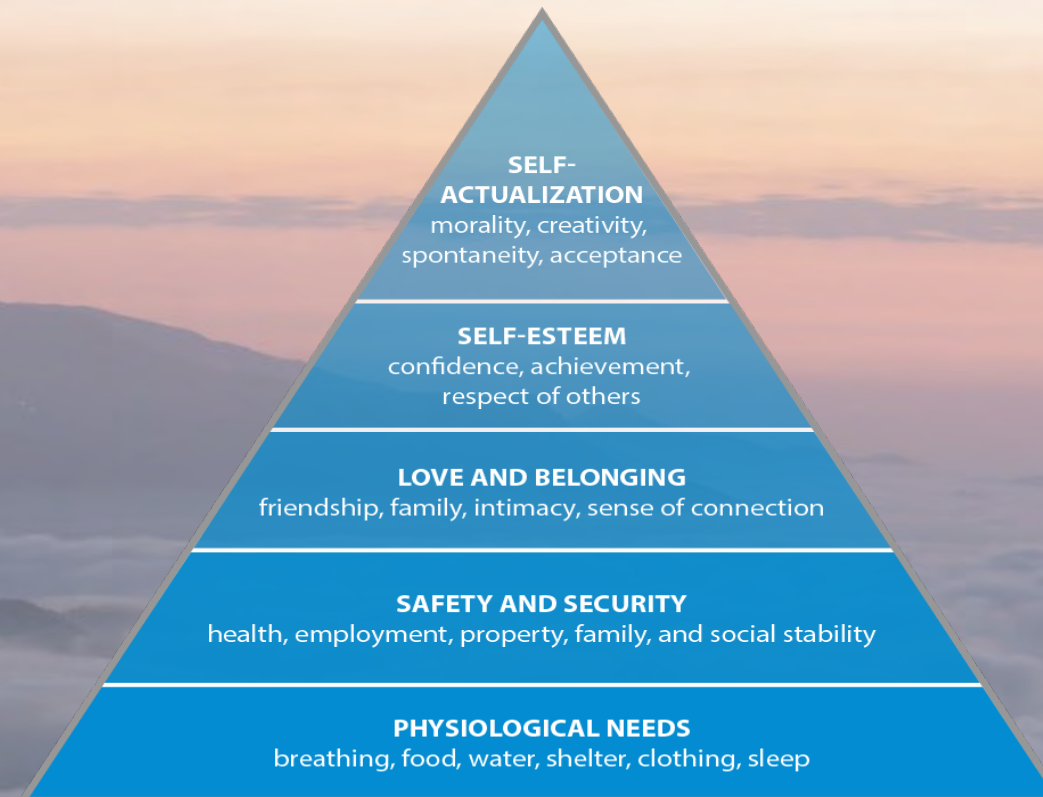 SELF-
ACTUALIZATION
morality, creativity,
spontaneity, acceptance
SELF-ESTEEM
confidence, achievement,
respect of others
LOVE AND BELONGING
friendship, family, intimacy, sense of connection
SAFETY AND SECURITY
health, employment, property, family, and social stability
PHYSIOLOGICAL NEEDS
breathing, food, water, shelter, clothing, sleep